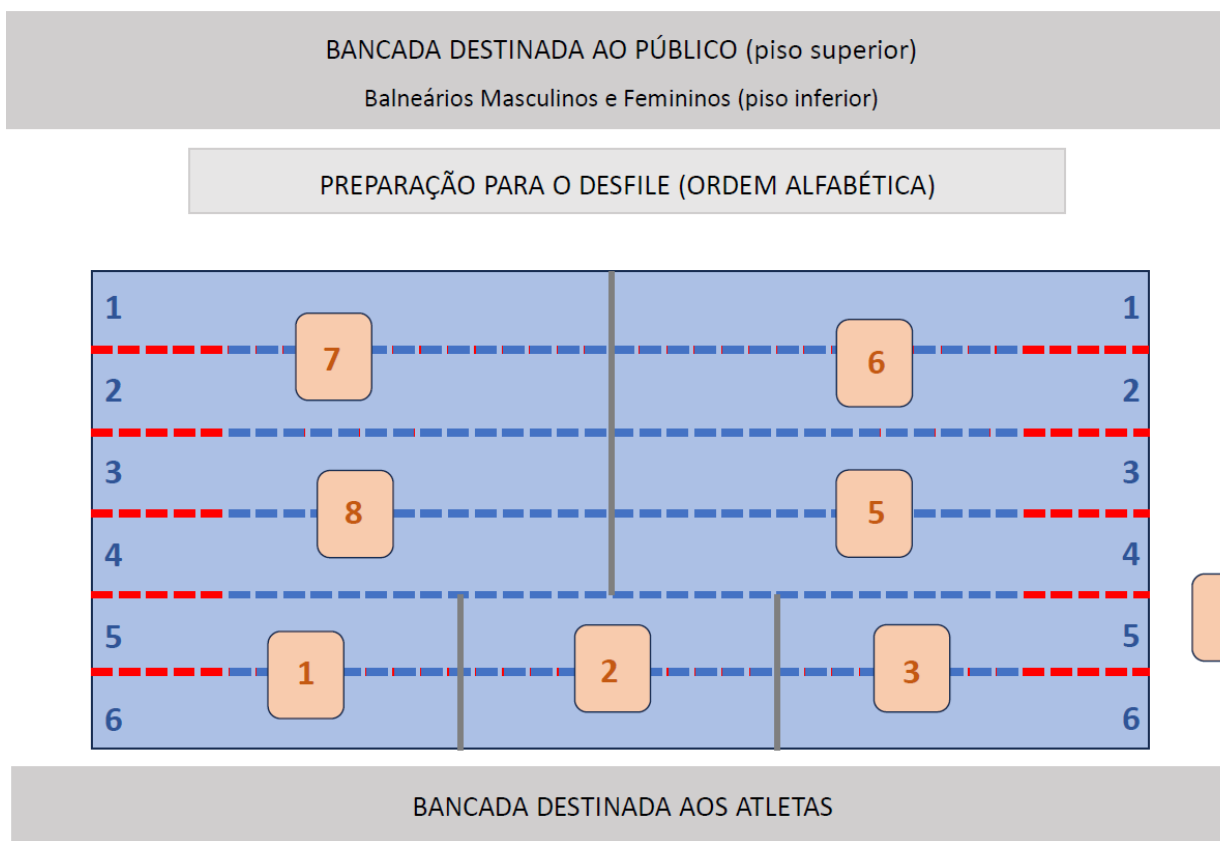 BANCADA DESTINADA AO PÚBLICO (piso superior)
Balneários Masculinos e Femininos (piso inferior)
PREPARAÇÃO PARA O DESFILE (ORDEM ALFABÉTICA)
1 1
7 6
2 2
3 3
8 5
4 4
5 5
1 2 3
6 6
BANCADA DESTINADA AOS ATLETAS